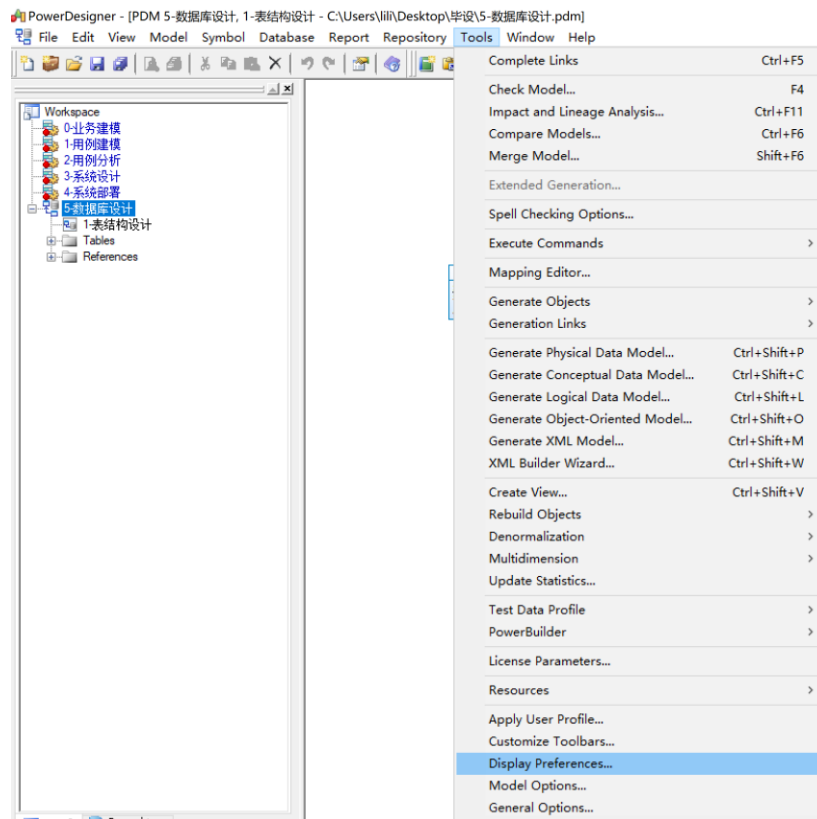 PowerDesigner - [PDM 5-数据库设计, 1-表结构设计 - C:\Users\lili\Desktop\毕设\5-数据库设计.pdm]
File Edit View Model Symbol Database Report Repository Tools Window Help
Workspace
0-业务建模
1-用例建模
2-用例分析
3-系统设计
4-系统部署
5-数据库设计
1-表结构设计
Tables
References
Complete Links Ctrl+F5
Check Model... F4
Impact and Lineage Analysis... Ctrl+F11
Compare Models... Ctrl+F6
Merge Model... Shift+F6
Extended Generation...
Spell Checking Options...
Execute Commands
Mapping Editor...
Generate Objects
Generation Links
Generate Physical Data Model... Ctrl+Shift+P
Generate Conceptual Data Model... Ctrl+Shift+C
Generate Logical Data Model... Ctrl+Shift+L
Generate Object-Oriented Model... Ctrl+Shift+O
Generate XML Model... Ctrl+Shift+M
XML Builder Wizard... Ctrl+Shift+W
Create View... Ctrl+Shift+V
Rebuild Objects
Denormalization
Multidimension
Update Statistics...
Test Data Profile
PowerBuilder
License Parameters...
Resources
Apply User Profile...
Customize Toolbars...
Display Preferences...
Model Options...
General Options...